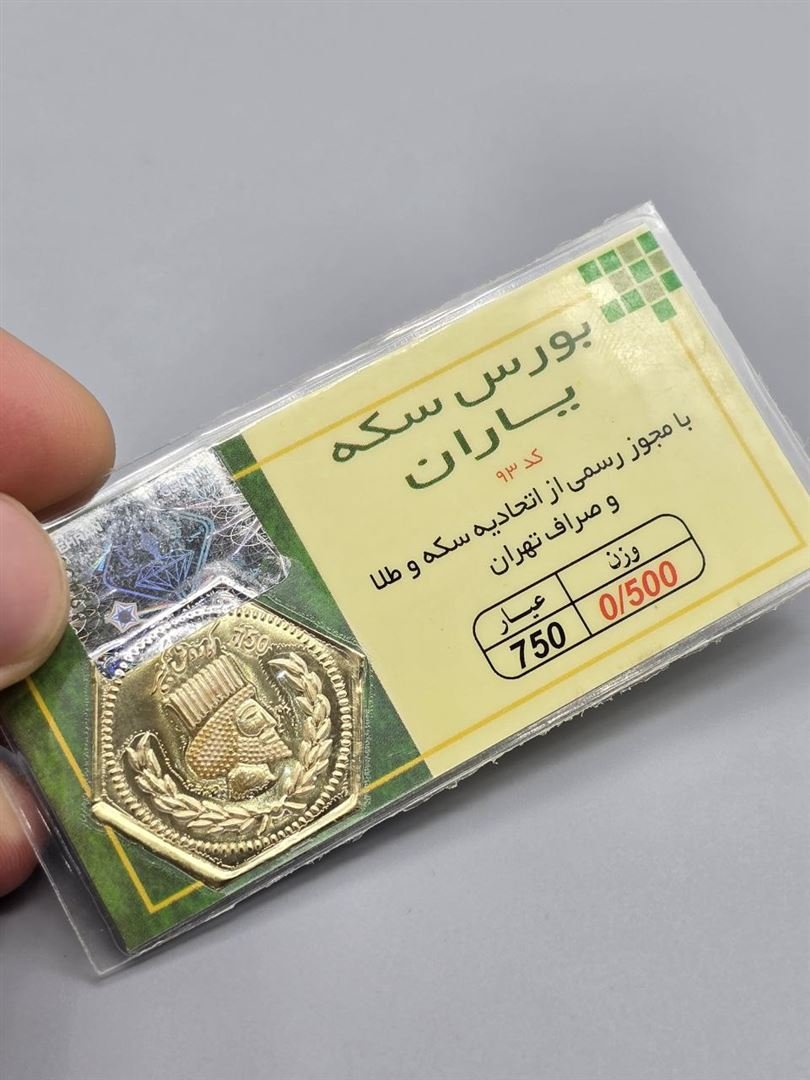 بورس سکه
یاران
کد ۹۳
با مجوز رسمی از اتحادیه سکه و طلا
و صراف تهران
وزن
عیار
0/500
750
750